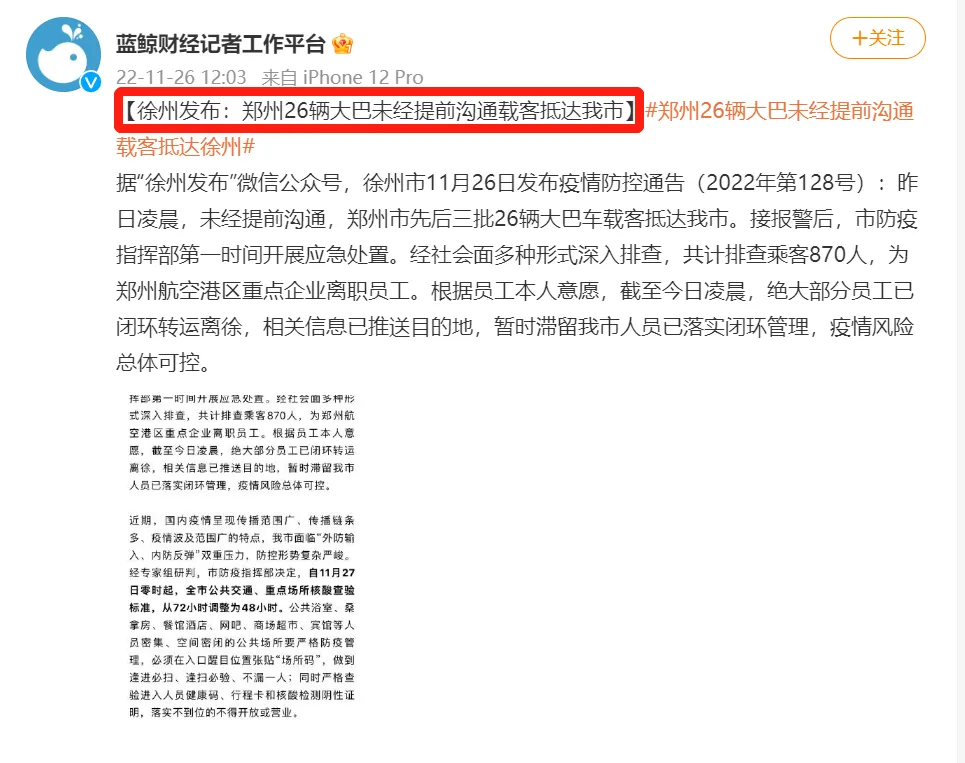 蓝鲸财经记者工作平台
+关注
22-11-26 12:03 来自 iPhone 12 Pro
【徐州发布：郑州26辆大巴未经提前沟通载客抵达我市】#郑州26辆大巴未经提前沟通
载客抵达徐州#
据“徐州发布”微信公众号，徐州市11月26日发布疫情防控通告（2022年第128号）：昨
日凌晨，未经提前沟通，郑州市先后三批26辆大巴车载客抵达我市。接报警后，市防疫
指挥部第一时间开展应急处置。经社会面多种形式深入排查，共计排查乘客870人，为
郑州航空港区重点企业离职员工。根据员工本人意愿，截至今日凌晨，绝大部分员工已
闭环转运离徐，相关信息已推送目的地，暂时滞留我市人员已落实闭环管理，疫情风险
总体可控。
挥部第一时间开展应急处置。经社会面多种形
式深入排查，共计排查乘客870人，为郑州航
空港区重点企业离职员工。根据员工本人意
愿，截至今日凌晨，绝大部分员工已闭环转运
离徐，相关信息已推送目的地，暂时滞留我市
人员已落实闭环管理，疫情风险总体可控。
近期，国内疫情呈现传播范围广、传播链条
多、疫情波及范围广的特点，我市面临“外防输
入、内防反弹”双重压力，防控形势复杂严峻。
经专家组研判，市防疫指挥部决定，自11月27
日零时起，全市公共交通、重点场所核酸查验
标准，从72小时调整为48小时。公共浴室、桑
拿房、餐馆酒店、网吧、商场超市、宾馆等人
员密集、空间密闭的公共场所要严格防疫管
理，必须在入口醒目位置张贴“场所码”，做到
逢进必扫、逢扫必验、不漏一人；同时严格查
验进入人员健康码、行程卡和核酸检测阴性证
明，落实不到位的不得开放或营业。